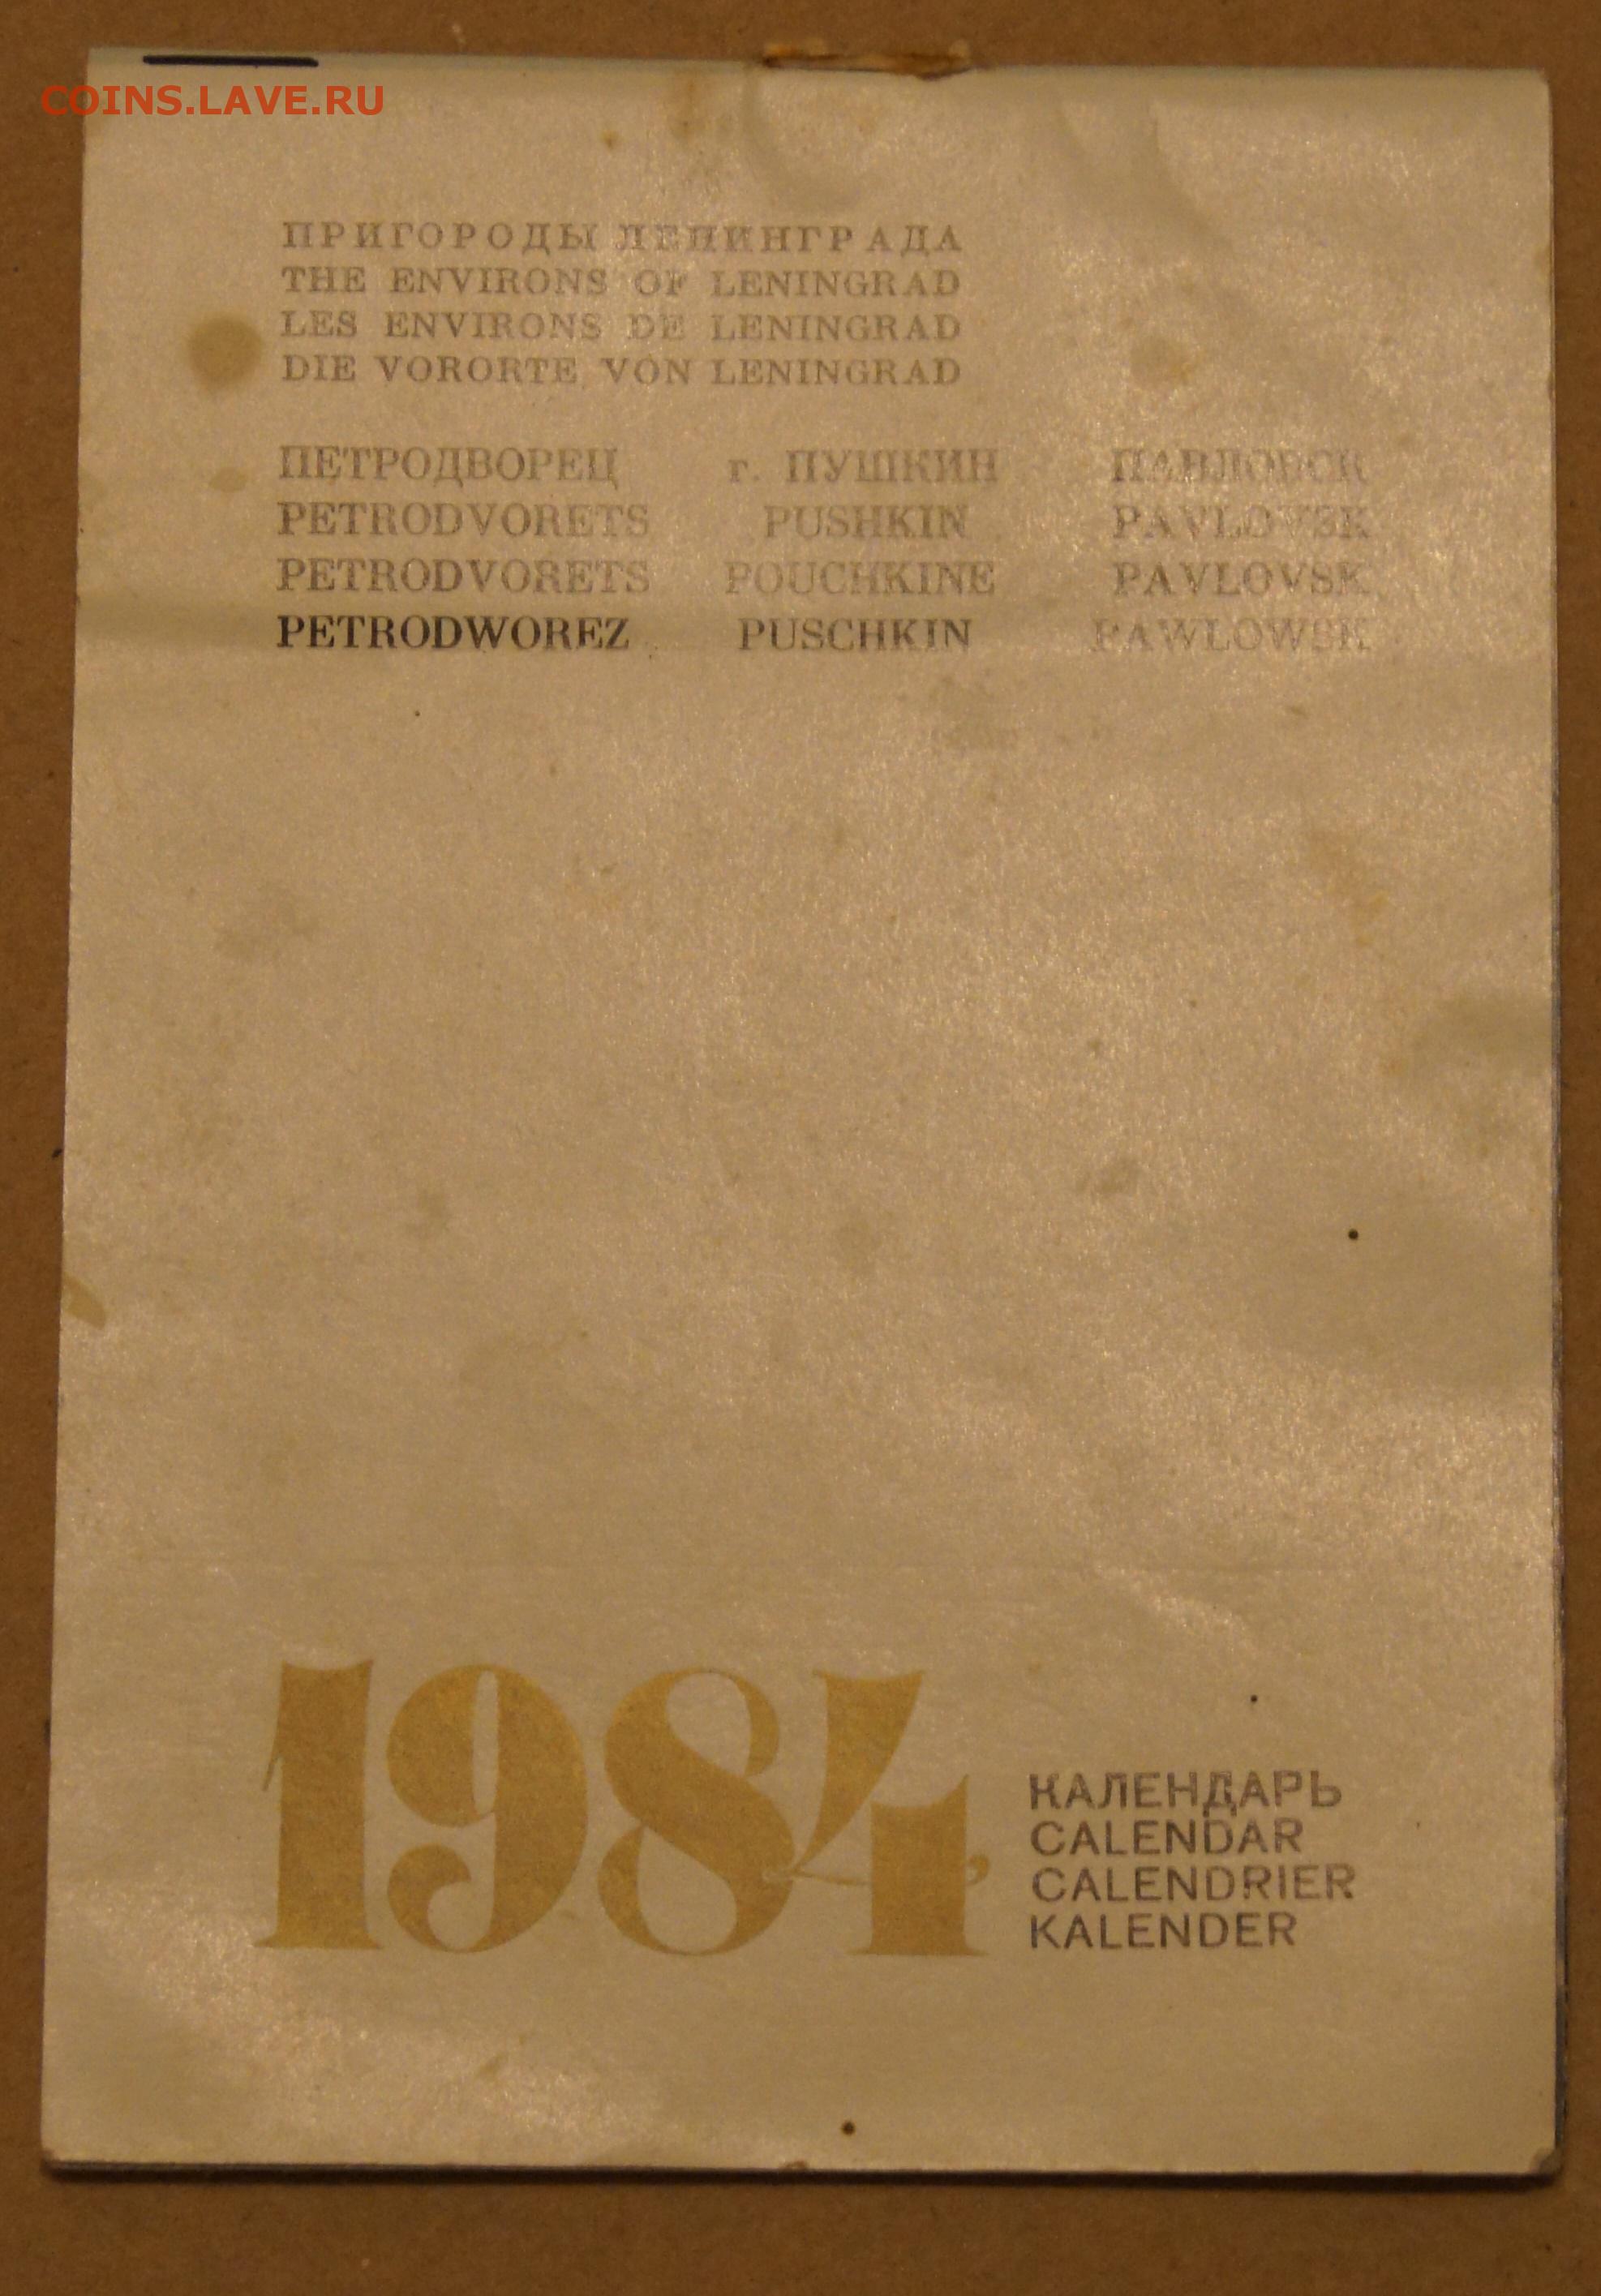 COINS.LAVE.RU
ПРИГОРОДЫ ЛЕНИНГРАДА
THE ENVIRONS OF LENINGRAD
LES ENVIRONS DE LENINGRAD
DIE VORORTE VON LENINGRAD
ПЕТРОДВОРЕЦ г. ПУШКИН ПАВЛОВСК
PETRODVORETS PUSHKIN PAVLOVSK
PETRODVORETS POUCHKINE PAVLOVSK
PETRODWOREZ PUSCHKIN PAWLOWSK
1984
КАЛЕНДАРЬ
CALENDAR
CALENDRIER
KALENDER